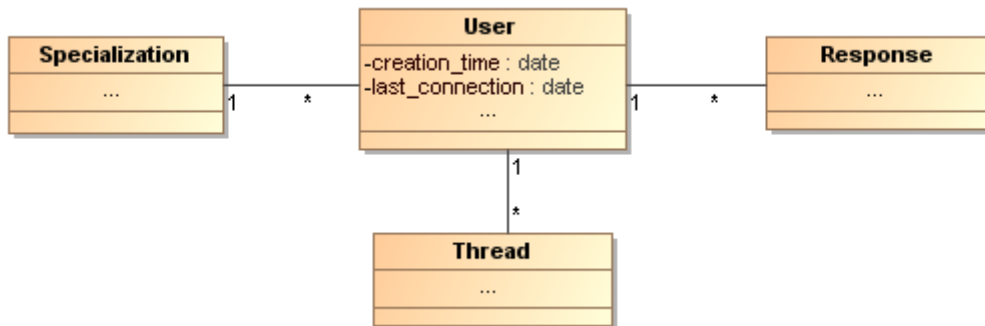 User
-creation_time : date
-last_connection : date
...
Specialization
...
Response
...
1 *
1 *
1
*
Thread
...